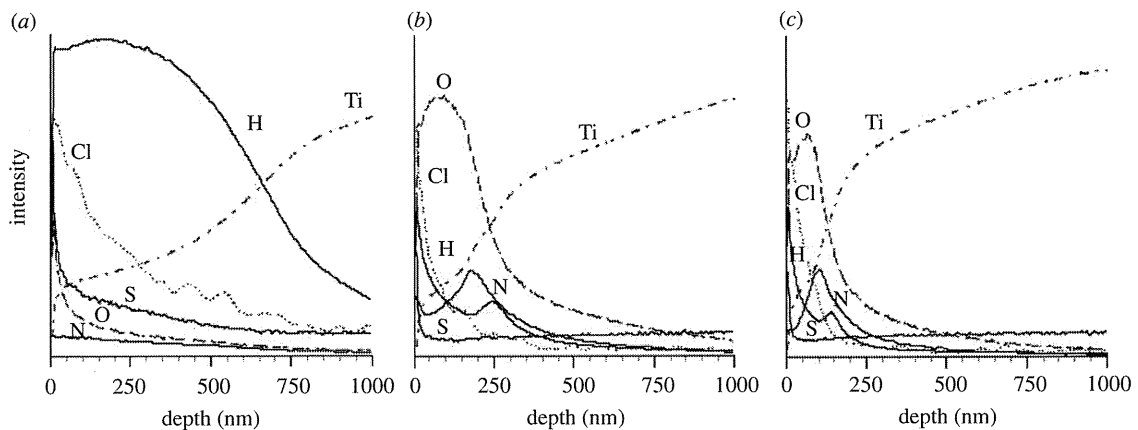 (a)
(b)
(c)
intensity
H
Ti
Cl
S
O
N
0
250
500
750
1000
depth (nm)
O
Ti
Cl
H
N
S
0
250
500
750
1000
depth (nm)
O
Ti
Cl
H
N
S
0
250
500
750
1000
depth (nm)